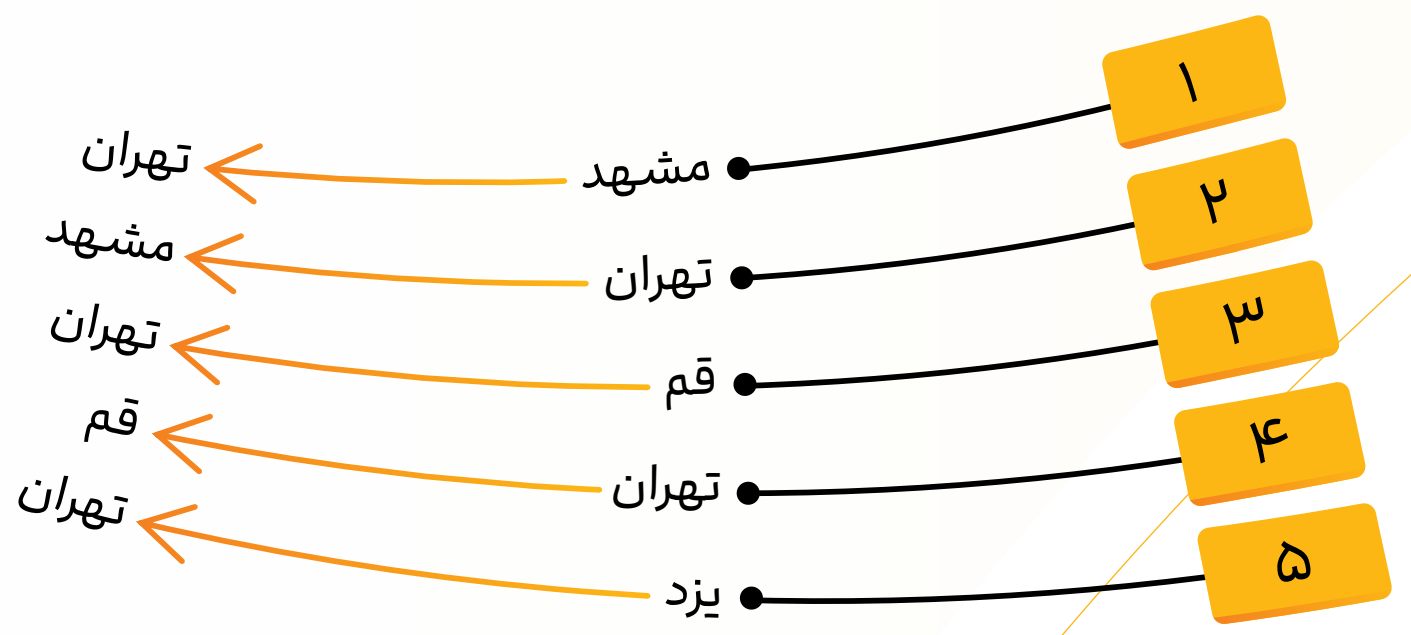 ۱ مشهد تهران
۲ تهران مشهد
۳ قم تهران
۴ تهران قم
۵ یزد تهران